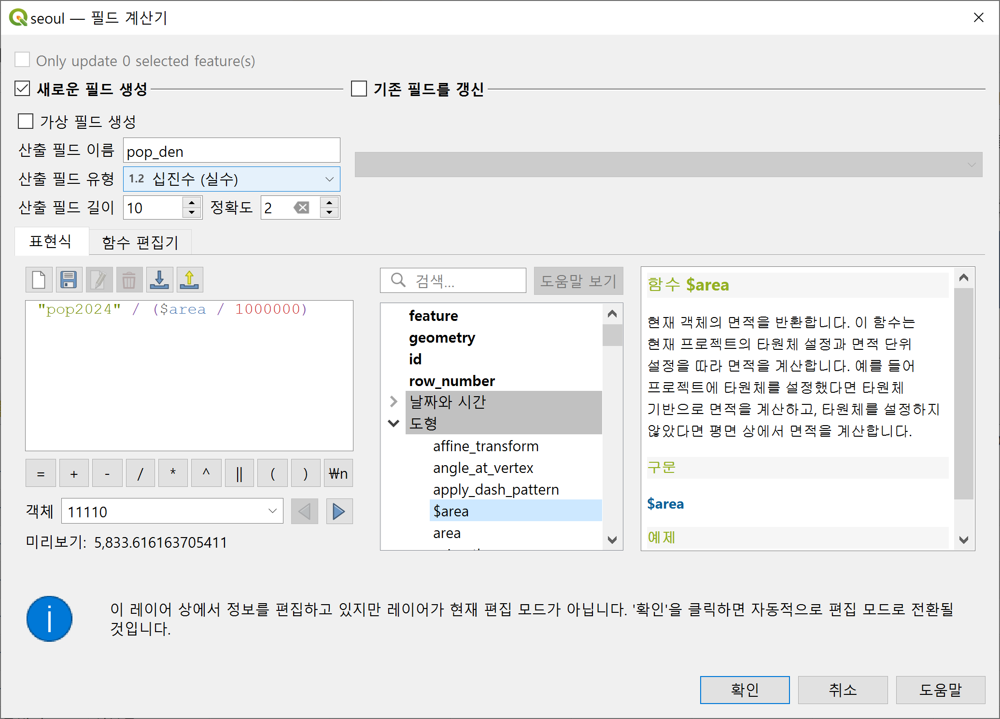 seoul — 필드 계산기
Only update 0 selected feature(s)
새로운 필드 생성
기존 필드를 갱신
가상 필드 생성
산출 필드 이름 pop_den
산출 필드 유형 1.2 십진수 (실수)
산출 필드 길이 10 정확도 2
표현식 함수 편집기
"pop2024" / ($area / 1000000)
= + - / * ^ || ( ) ₩n
객체 11110
미리보기: 5,833.616163705411
검색... 도움말 보기
feature
geometry
id
row_number
날짜와 시간
도형
affine_transform
angle_at_vertex
apply_dash_pattern
$area
area
함수 $area
현재 객체의 면적을 반환합니다. 이 함수는
현재 프로젝트의 타원체 설정과 면적 단위
설정을 따라 면적을 계산합니다. 예를 들어
프로젝트에 타원체를 설정했다면 타원체
기반으로 면적을 계산하고, 타원체를 설정하지
않았다면 평면 상에서 면적을 계산합니다.
구문
$area
예제
이 레이어 상에서 정보를 편집하고 있지만 레이어가 현재 편집 모드가 아닙니다. '확인'을 클릭하면 자동적으로 편집 모드로 전환될
것입니다.
확인 취소 도움말